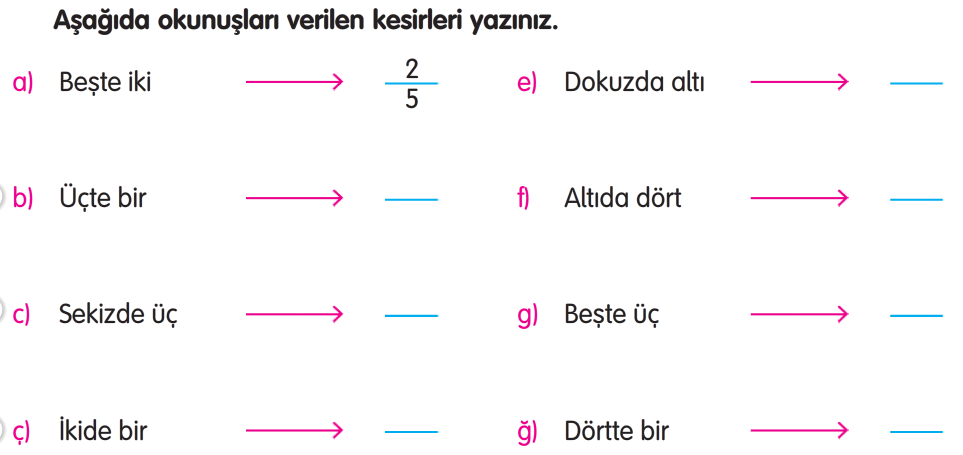 Aşağıda okunuşları verilen kesirleri yazınız.
a) Beşte iki 2/5
b) Üçte bir
c) Sekizde üç
ç) İkide bir
e) Dokuzda altı
f) Altıda dört
g) Beşte üç
ğ) Dörtte bir